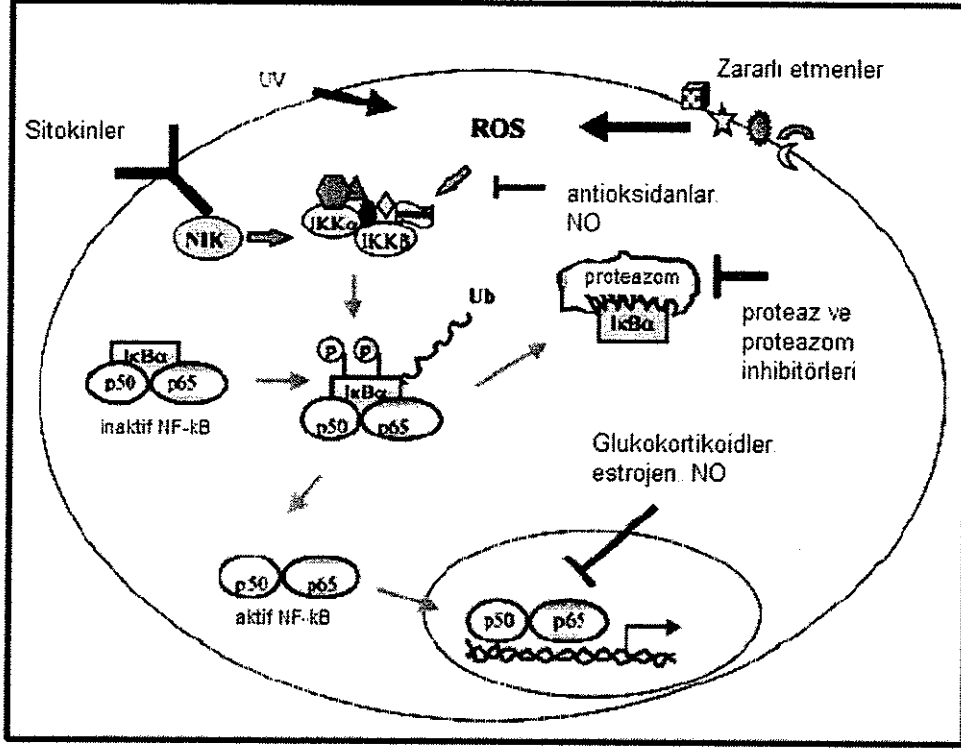 UV
Zararlı etmenler
Sitokinler
ROS
antioksidanlar.
NO
IKKα
IKKβ
NIK
proteazom
IκBα
proteaz ve
proteazom
inhibitörleri
Ub
P P
IκBα
p50 p65
inaktif NF-kB
IκBα
p50 p65
Glukokortikoidler.
estrojen. NO
p50 p65
aktif NF-kB
p50 p65